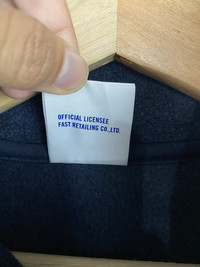 OFFICIAL LICENSEE
FAST RETAILING CO.,LTD.